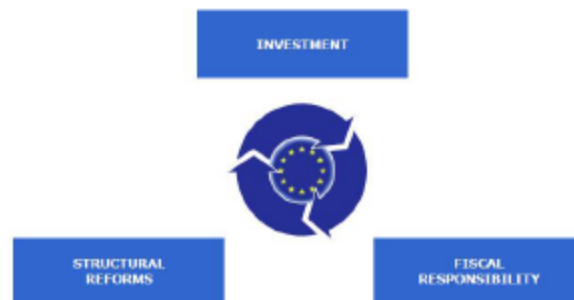 INVESTMENT
STRUCTURAL
REFORMS
FISCAL
RESPONSIBILITY